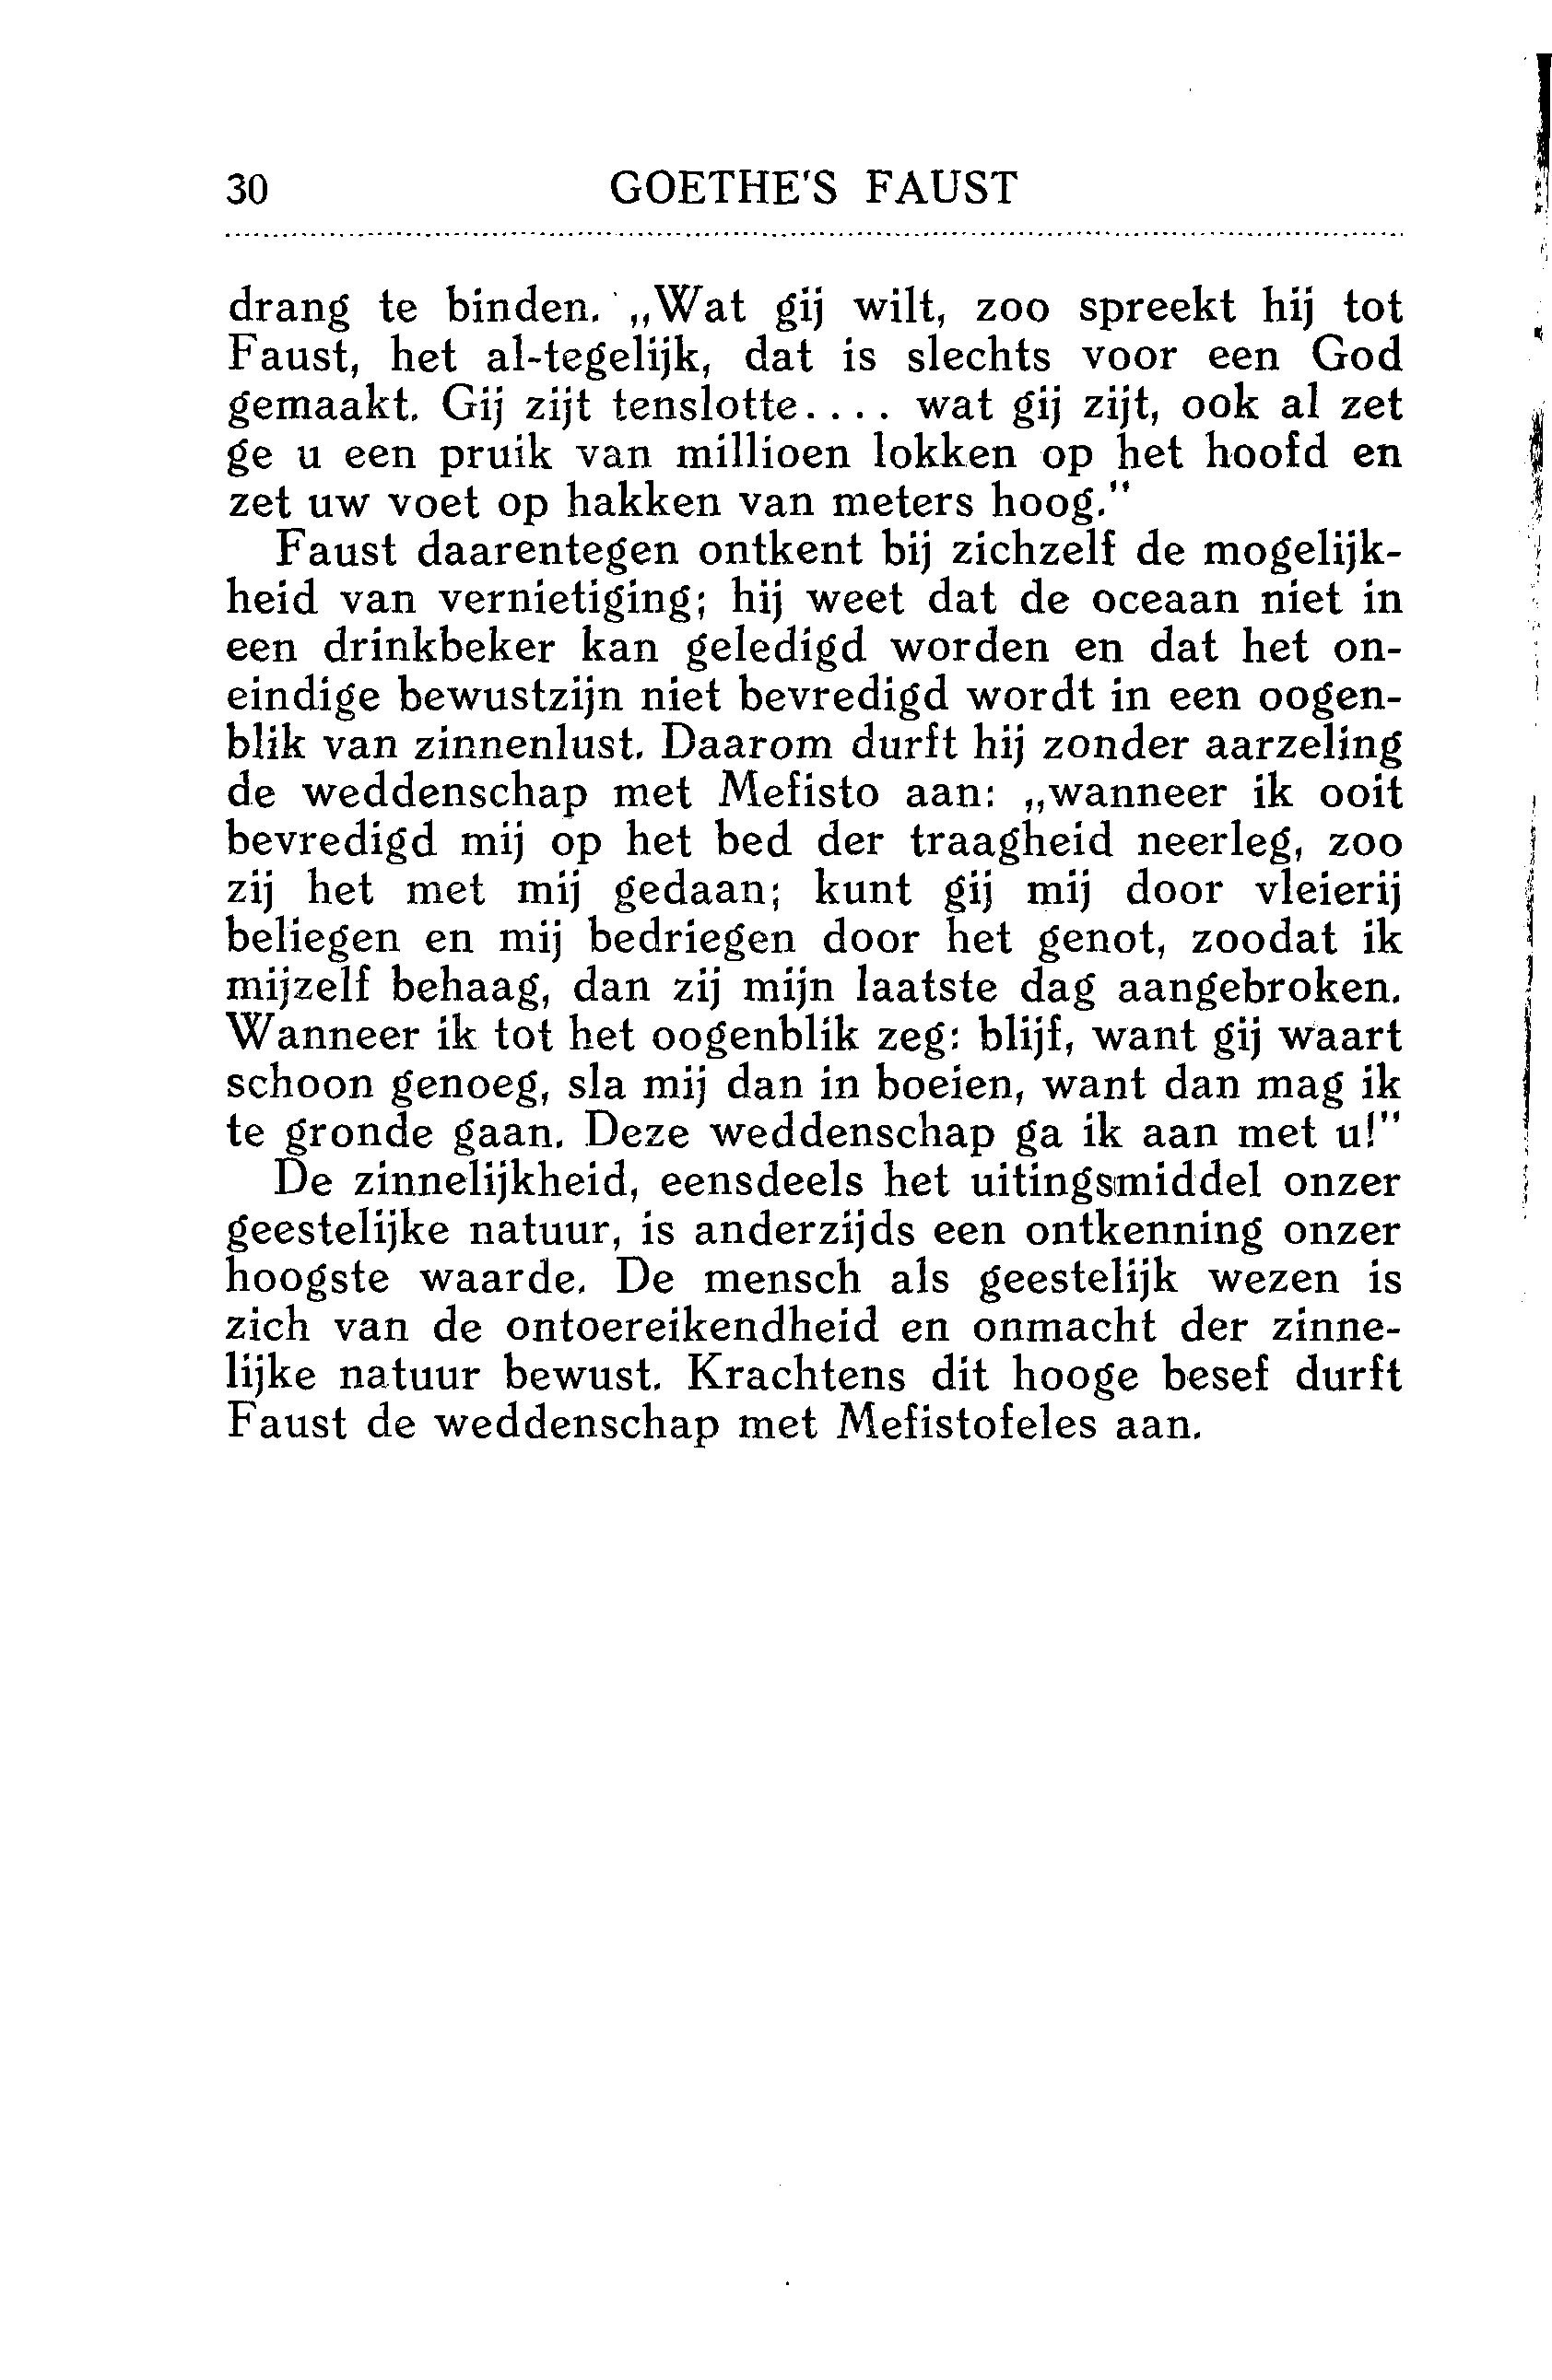 30 GOETHE'S FAUST
drang te binden. „Wat gij wilt, zoo spreekt hij tot
Faust, het al-tegelijk, dat is slechts voor een God
gemaakt. Gij zijt tenslotte.... wat gij zijt, ook al zet
ge u een pruik van millioen lokken op het hoofd en
zet uw voet op hakken van meters hoog."
Faust daarentegen ontkent bij zichzelf de mogelijk-
heid van vernietiging; hij weet dat de oceaan niet in
een drinkbeker kan geledigd worden en dat het on-
eindige bewustzijn niet bevredigd wordt in een oogen-
blik van zinnenlust. Daarom durft hij zonder aarzeling
de weddenschap met Mefisto aan: „wanneer ik ooit
bevredigd mij op het bed der traagheid neerleg, zoo
zij het met mij gedaan; kunt gij mij door vleierij
beliegen en mij bedriegen door het genot, zoodat ik
mijzelf behaag, dan zij mijn laatste dag aangebroken.
Wanneer ik tot het oogenblik zeg: blijf, want gij waart
schoon genoeg, sla mij dan in boeien, want dan mag ik
te gronde gaan. Deze weddenschap ga ik aan met u!"
De zinnelijkheid, eensdeels het uitingsmiddel onzer
geestelijke natuur, is anderzijds een ontkenning onzer
hoogste waarde. De mensch als geestelijk wezen is
zich van de ontoereikendheid en onmacht der zinne-
lijke natuur bewust. Krachtens dit hooge besef durft
Faust de weddenschap met Mefistofeles aan.